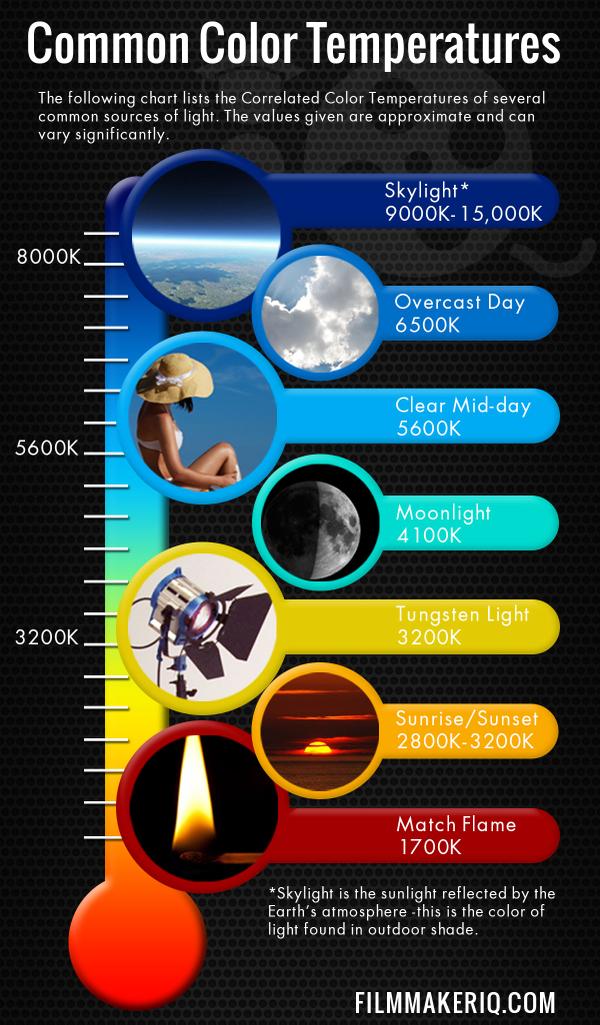 Common Color Temperatures
The following chart lists the Correlated Color Temperatures of several
common sources of light. The values given are approximate and can
vary significantly.
Skylight*
9000K-15,000K
8000K
Overcast Day
6500K
Clear Mid-day
5600K
5600K
Moonlight
4100K
Tungsten Light
3200K
3200K
Sunrise/Sunset
2800K-3200K
Match Flame
1700K
*Skylight is the sunlight reflected by the
Earth's atmosphere -this is the color of
light found in outdoor shade.
FILMMAKERIQ.COM